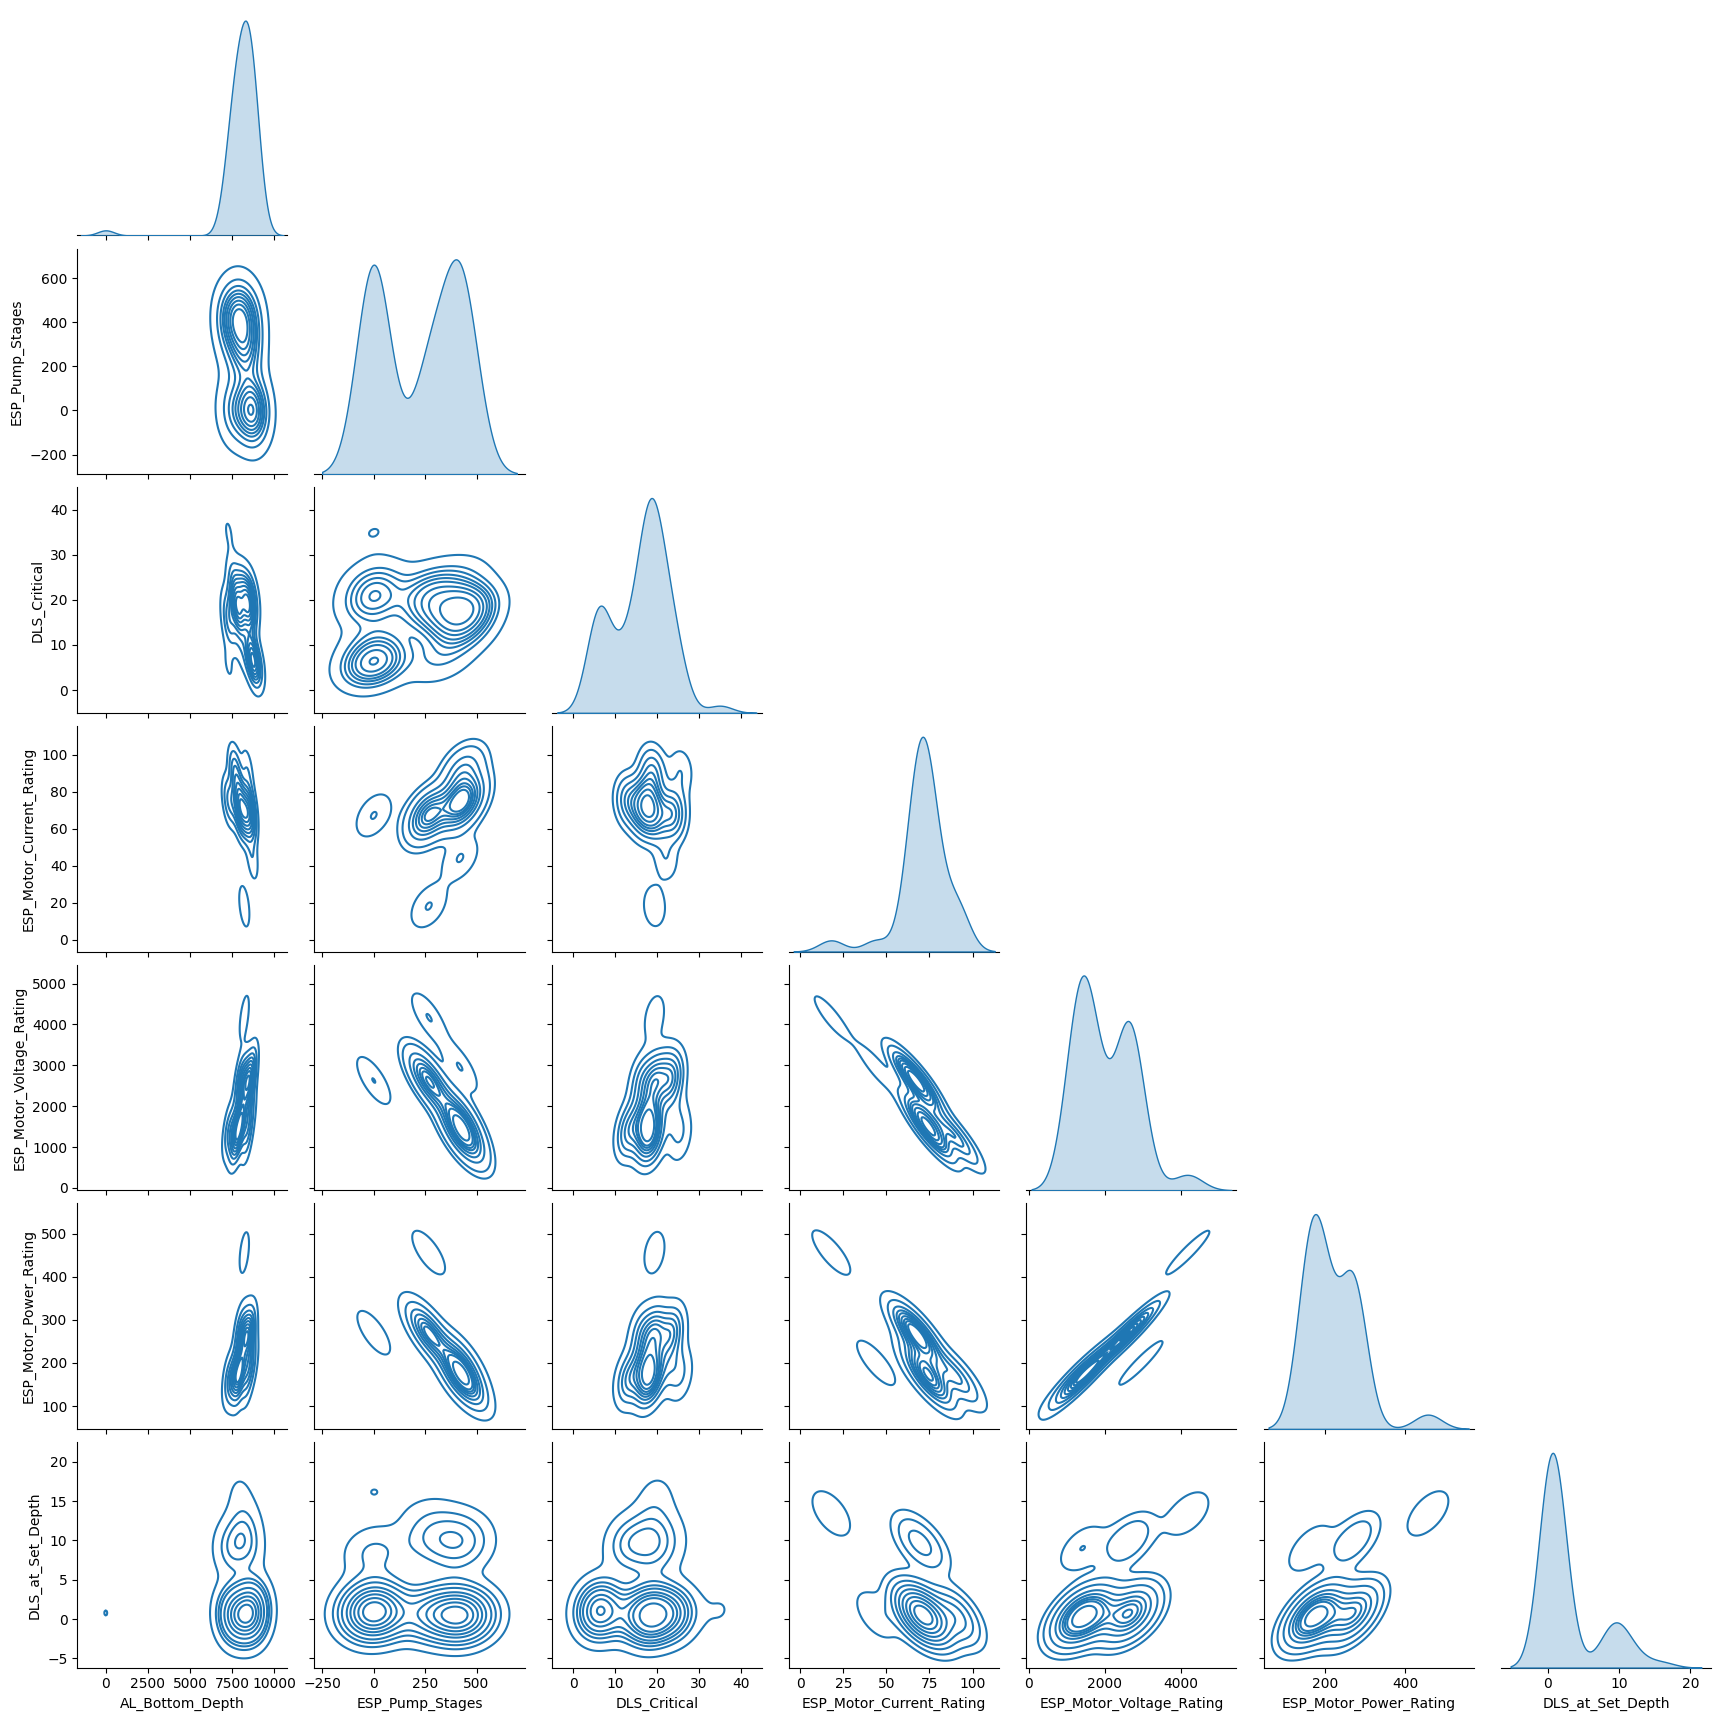 600
400
200
0
−200
ESP_Pump_Stages
40
30
20
10
0
DLS_Critical
100
80
60
40
20
0
ESP_Motor_Current_Rating
5000
4000
3000
2000
1000
0
ESP_Motor_Voltage_Rating
500
400
300
200
100
ESP_Motor_Power_Rating
20
15
10
5
0
−5
DLS_at_Set_Depth
0 2500 5000 7500 10000
AL_Bottom_Depth
−250 0 250 500
ESP_Pump_Stages
0 10 20 30 40
DLS_Critical
0 25 50 75 100
ESP_Motor_Current_Rating
0 2000 4000
ESP_Motor_Voltage_Rating
200 400
ESP_Motor_Power_Rating
0 10 20
DLS_at_Set_Depth